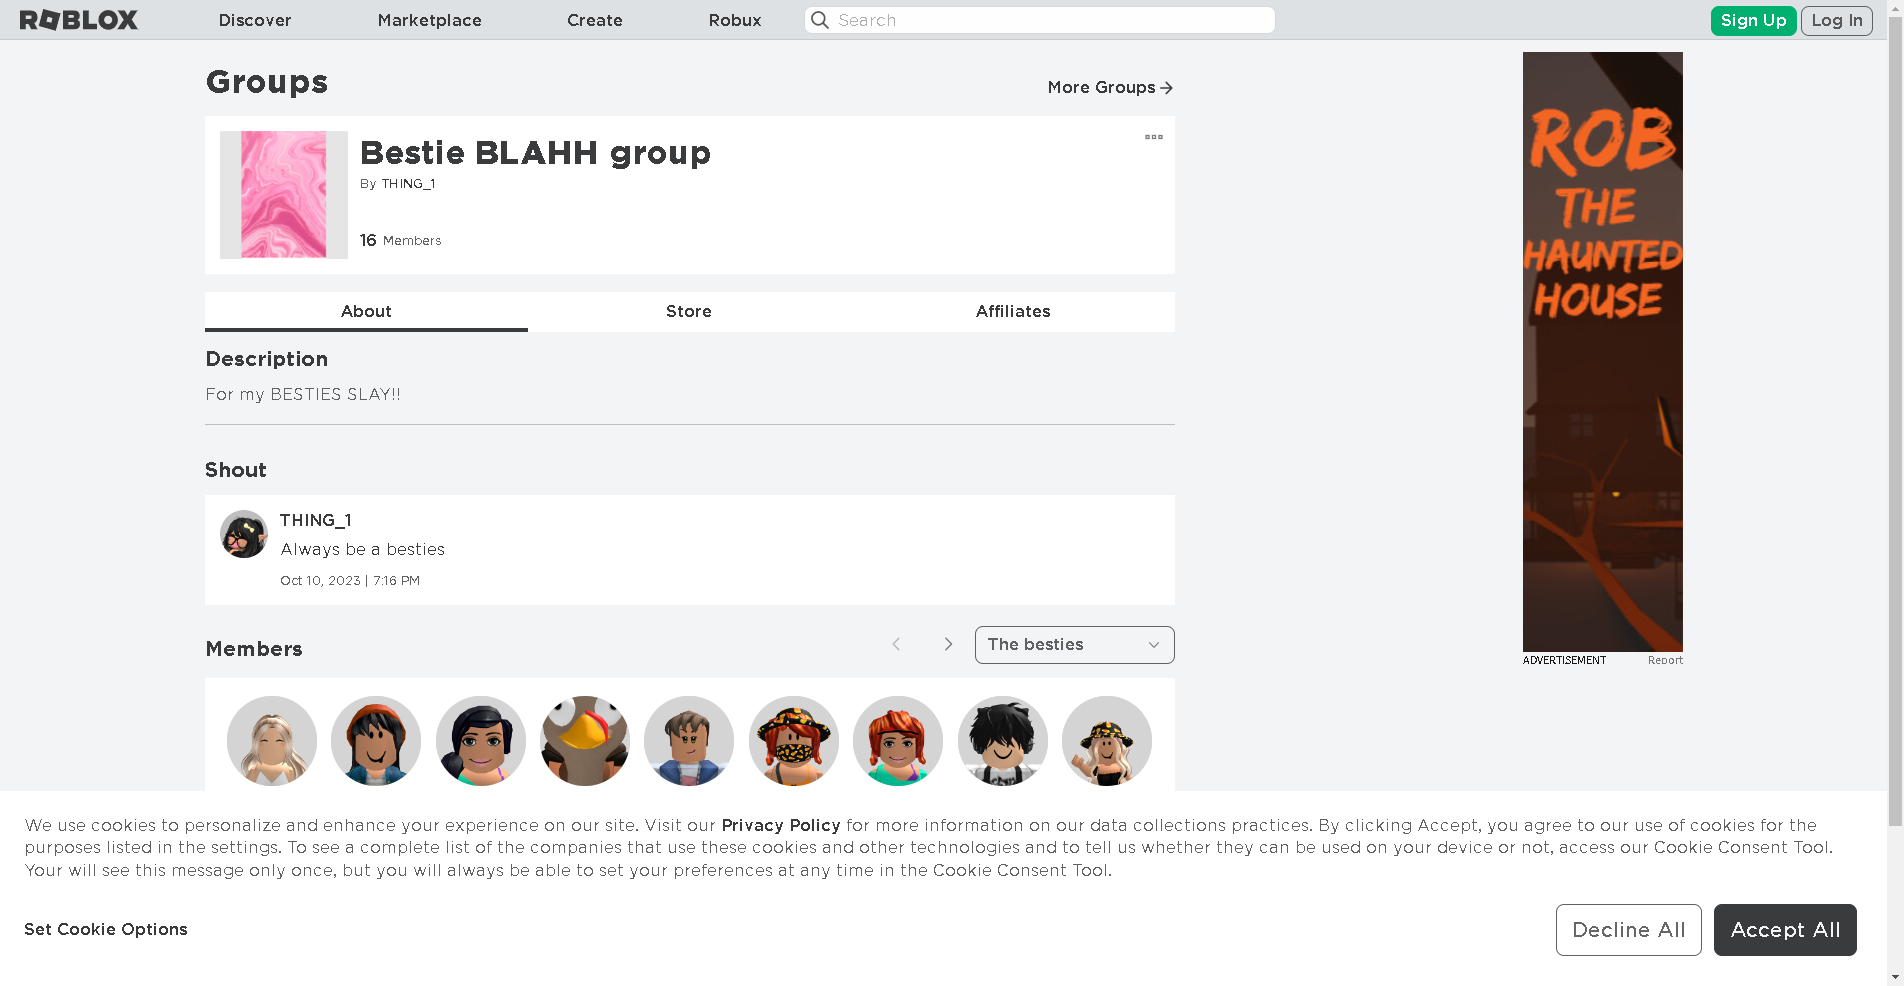 ROBLOX
Discover
Marketplace
Create
Robux
Search
Sign Up
Log In
Groups
More Groups
Bestie BLAHH group
By THING_1
16 Members
About
Store
Affiliates
Description
For my BESTIES SLAY!!
Shout
THING_1
Always be a besties
Oct 10, 2023 | 7:16 PM
Members
The besties
ROB
THE
HAUNTED
HOUSE
ADVERTISEMENT
Report
We use cookies to personalize and enhance your experience on our site. Visit our Privacy Policy for more information on our data collections practices. By clicking Accept, you agree to our use of cookies for the
purposes listed in the settings. To see a complete list of the companies that use these cookies and other technologies and to tell us whether they can be used on your device or not, access our Cookie Consent Tool.
Your will see this message only once, but you will always be able to set your preferences at any time in the Cookie Consent Tool.
Set Cookie Options
Decline All
Accept All